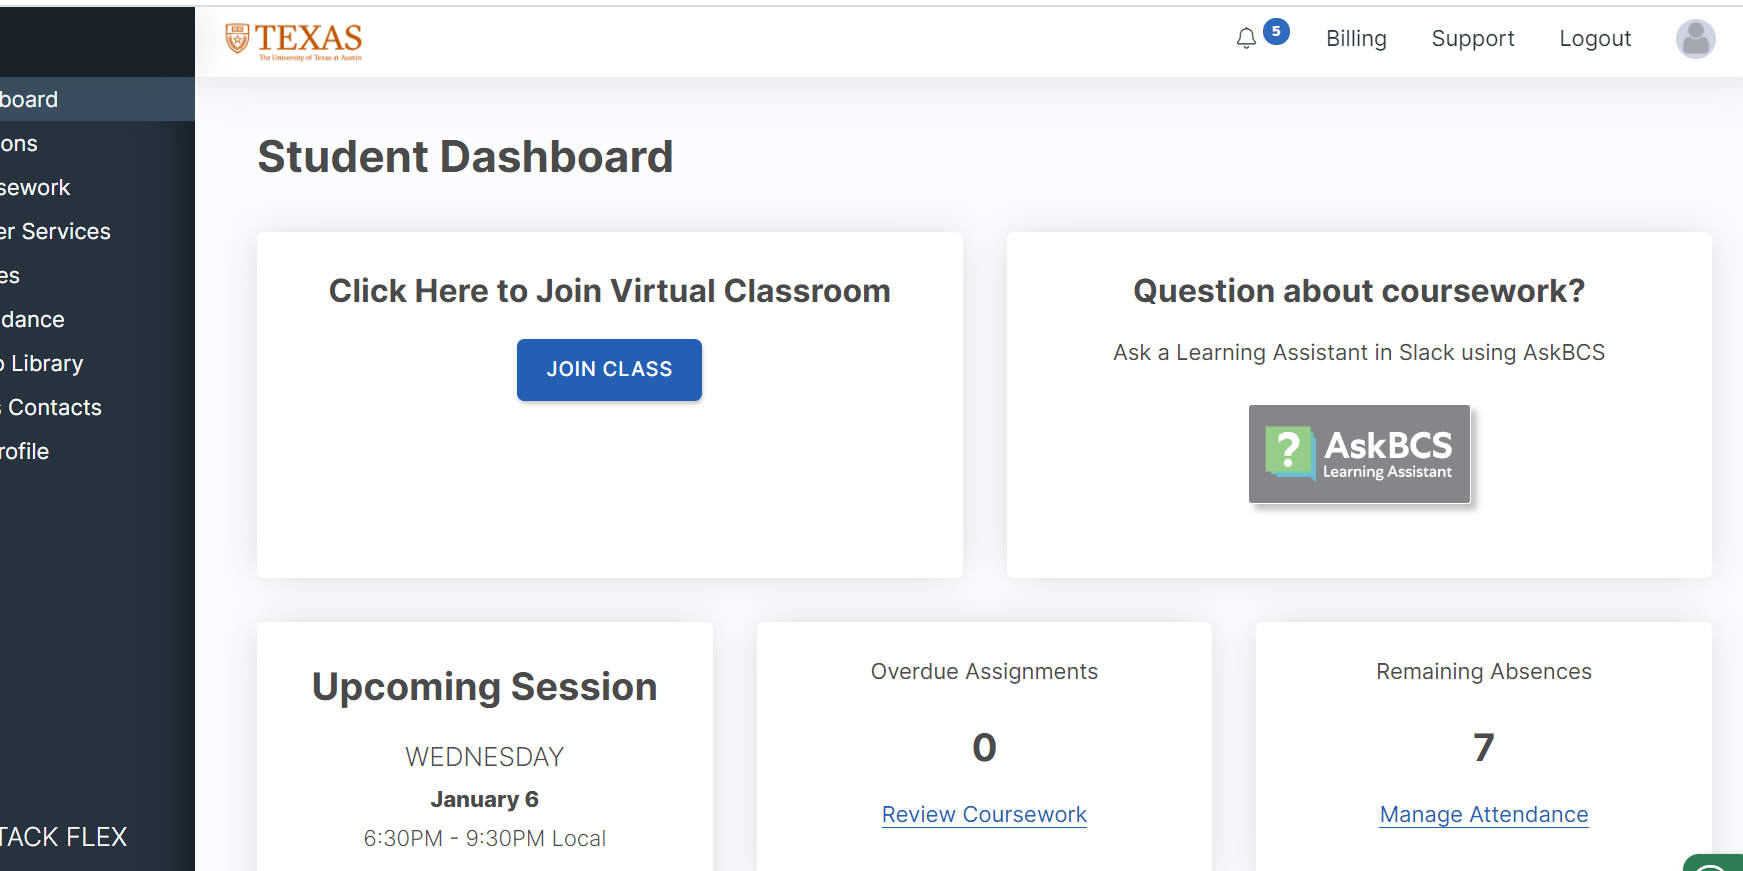 TEXAS
The University of Texas at Austin
5
Billing
Support
Logout
board
ons
sework
er Services
es
dance
o Library
s Contacts
rofile
TACK FLEX
Student Dashboard
Click Here to Join Virtual Classroom
JOIN CLASS
Question about coursework?
Ask a Learning Assistant in Slack using AskBCS
?
AskBCS
Learning Assistant
Upcoming Session
WEDNESDAY
January 6
6:30PM - 9:30PM Local
Overdue Assignments
0
Review Coursework
Remaining Absences
7
Manage Attendance